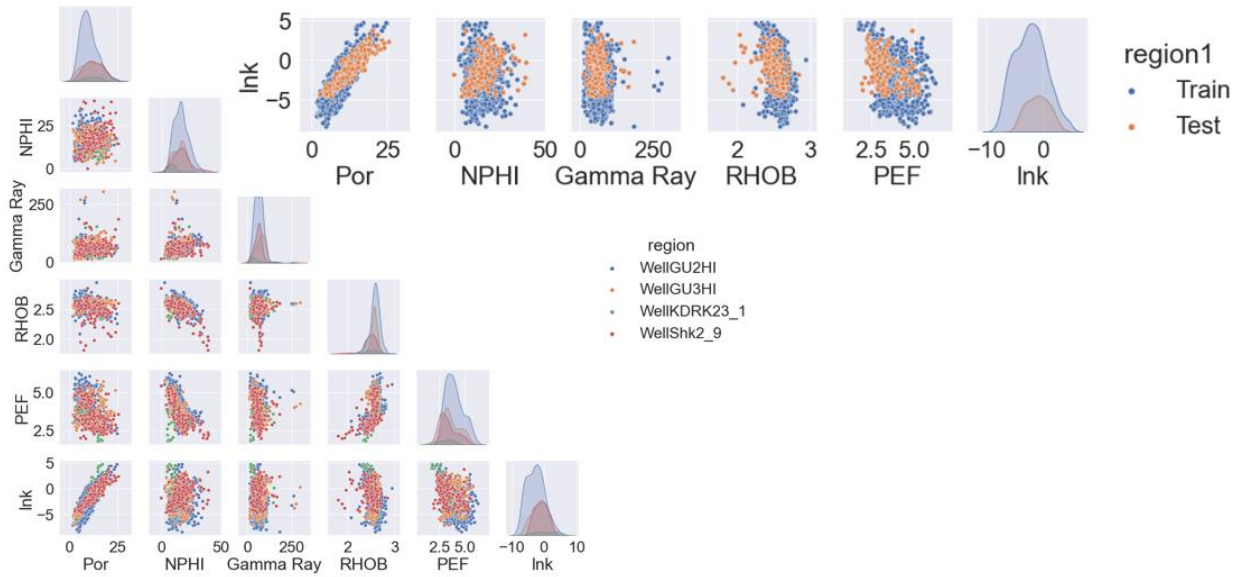 5
0
−5
lnk
0 25
0 50
0 250
2 3
2.5 5.0
−10 0
Por
NPHI
Gamma Ray
RHOB
PEF
lnk
region1
Train
Test
NPHI
25
0
Gamma Ray
250
0
RHOB
2.5
2.0
PEF
5.0
2.5
lnk
5
0
−5
0 25
0 50
0 250
2 3
2.5 5.0
−10 0 10
Por
NPHI
Gamma Ray
RHOB
PEF
lnk
region
WellGU2HI
WellGU3HI
WellKDRK23_1
WellShk2_9